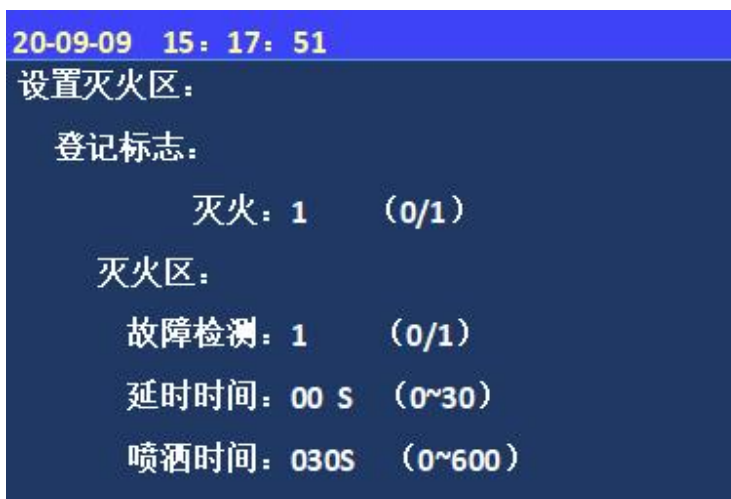 20-09-09 15：17：51
设置灭火区：
登记标志：
灭火：1 （0/1）
灭火区：
故障检测：1 （0/1）
延时时间：00 S （0~30）
喷洒时间：030S （0~600）